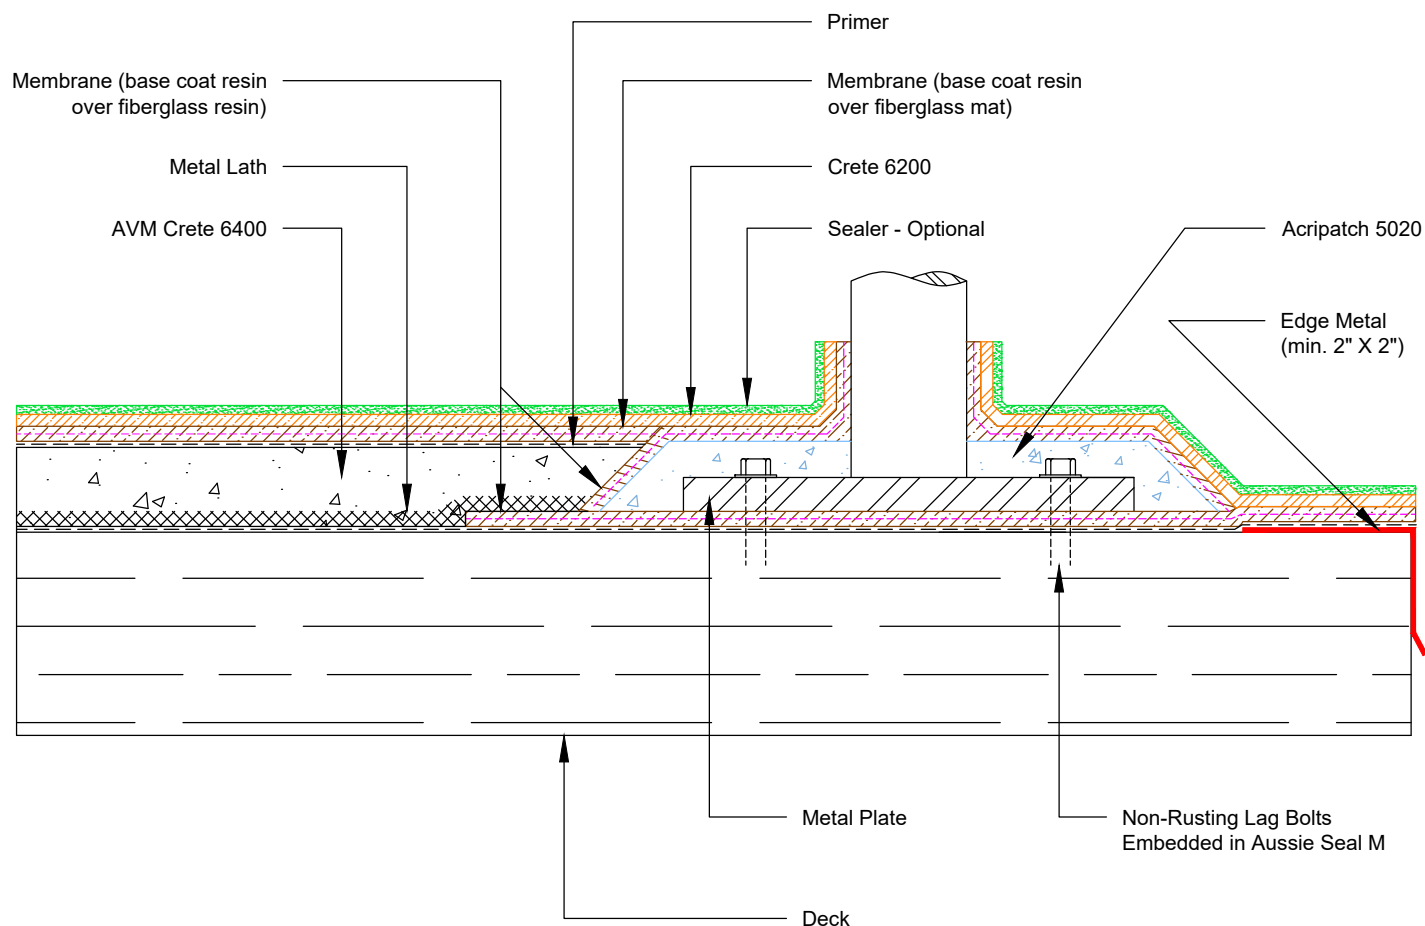 Primer
Membrane (base coat resin
over fiberglass resin)
Membrane (base coat resin
over fiberglass mat)
Metal Lath
Crete 6200
AVM Crete 6400
Sealer - Optional
Acripatch 5020
Edge Metal
(min. 2" X 2")
Metal Plate
Non-Rusting Lag Bolts
Embedded in Aussie Seal M
Deck